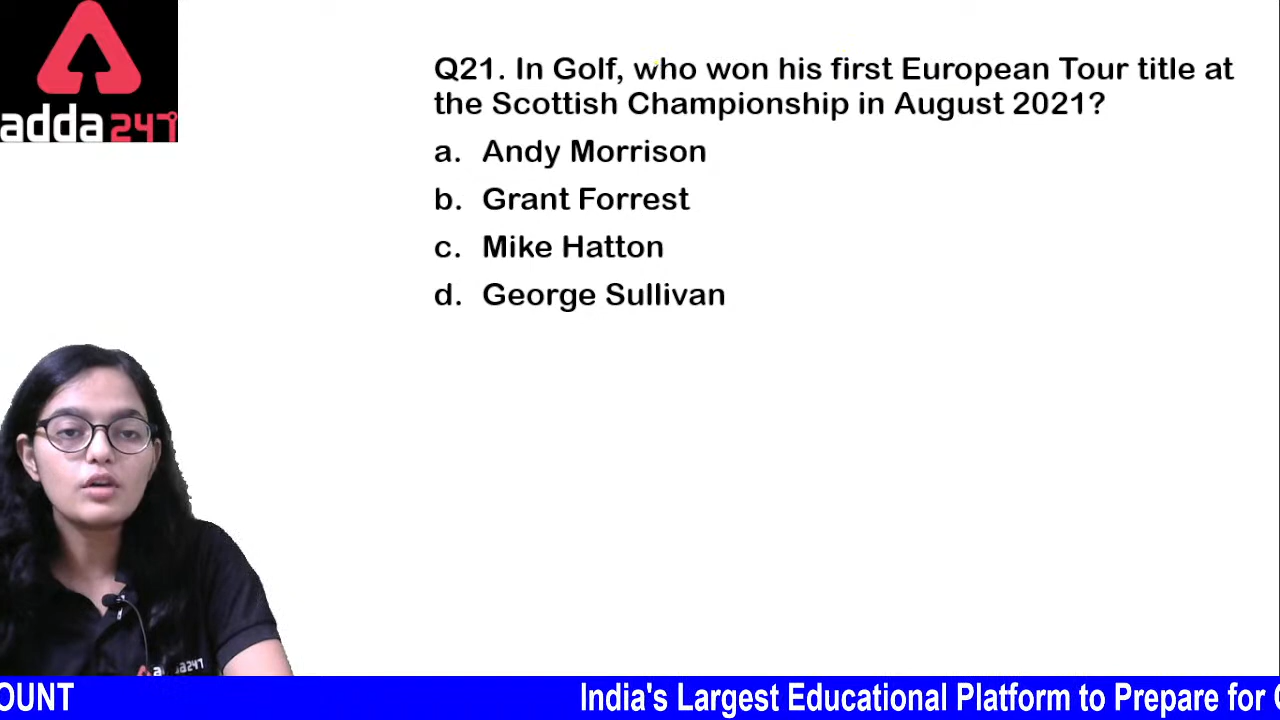 adda247
Q21. In Golf, who won his first European Tour title at
the Scottish Championship in August 2021?
a. Andy Morrison
b. Grant Forrest
c. Mike Hatton
d. George Sullivan
adda247
OUNT India's Largest Educational Platform to Prepare for